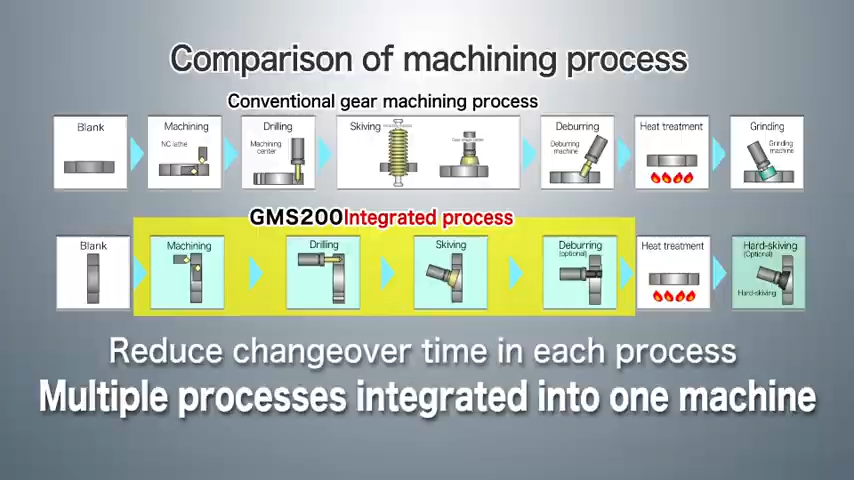 Comparison of machining process
Conventional gear machining process
Blank
Machining
NC lathe
Drilling
Machining center
Skiving
Deburring
Deburring machine
Heat treatment
Grinding
Grinding machine
GMS200Integrated process
Blank
Machining
Drilling
Skiving
Deburring
(optional)
Heat treatment
Hard-skiving
(Optional)
Hard-skiving
Reduce changeover time in each process
Multiple processes integrated into one machine